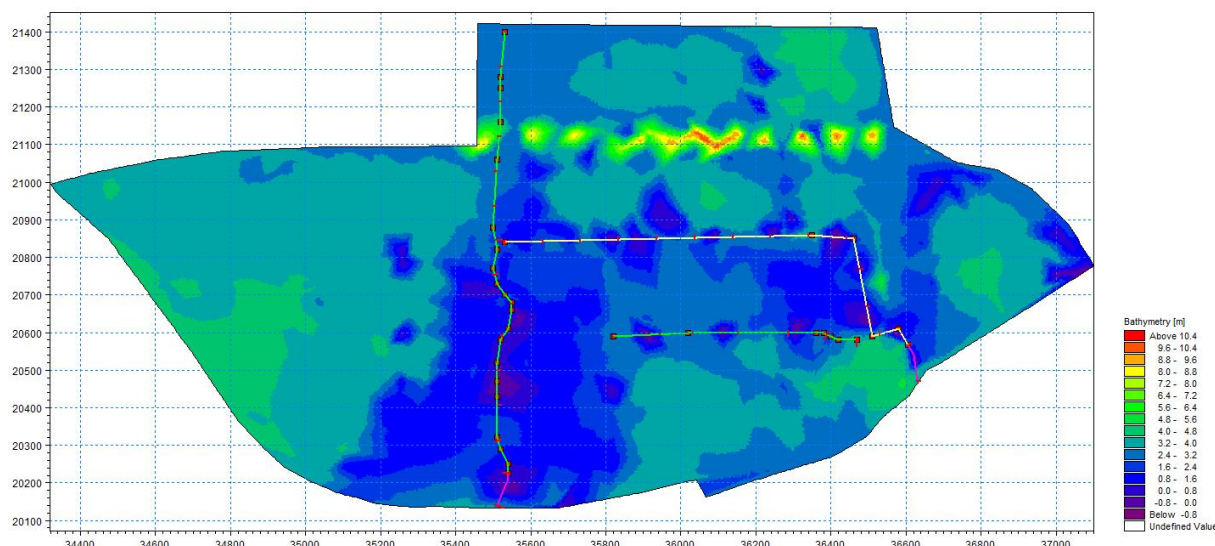 21400
21300
21200
21100
21000
20900
20800
20700
20600
20500
20400
20300
20200
20100
34400 34600 34800 35000 35200 35400 35600 35800 36000 36200 36400 36600 36800 37000
Bathymetry [m]
Above 10.4
9.6 - 10.4
8.8 - 9.6
8.0 - 8.8
7.2 - 8.0
6.4 - 7.2
5.6 - 6.4
4.8 - 5.6
4.0 - 4.8
3.2 - 4.0
2.4 - 3.2
1.6 - 2.4
0.8 - 1.6
0.0 - 0.8
-0.8 - 0.0
Below -0.8
Undefined Value